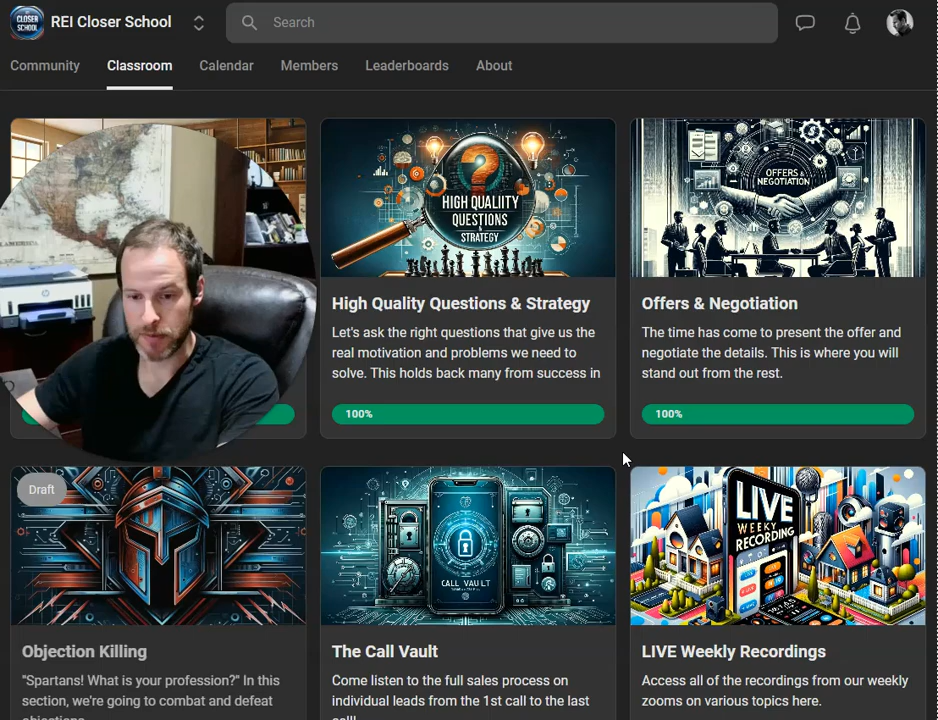 CLOSER
SCHOOL
REI Closer School
Search
Community
Classroom
Calendar
Members
Leaderboards
About
HIGH QUALITY
QUESTIONS
&
STRATEGY
OFFERS &
NEGOTIATION
High Quality Questions & Strategy
Let's ask the right questions that give us the
real motivation and problems we need to
solve. This holds back many from success in
100%
Offers & Negotiation
The time has come to present the offer and
negotiate the details. This is where you will
stand out from the rest.
100%
Draft
CALL VAULT
LIVE
WEEKLY
RECORDING
Objection Killing
"Spartans! What is your profession?" In this
section, we're going to combat and defeat
objections.
The Call Vault
Come listen to the full sales process on
individual leads from the 1st call to the last
call!
LIVE Weekly Recordings
Access all of the recordings from our weekly
zooms on various topics here.